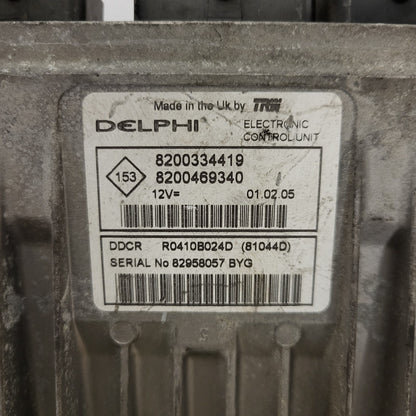 Made in the Uk by TRW
DELPHI
ELECTRONIC
CONTROL UNIT
153
8200334419
8200469340
12V= 01.02.05
DDCR R0410B024D (81044D)
SERIAL No 82958057 BYG